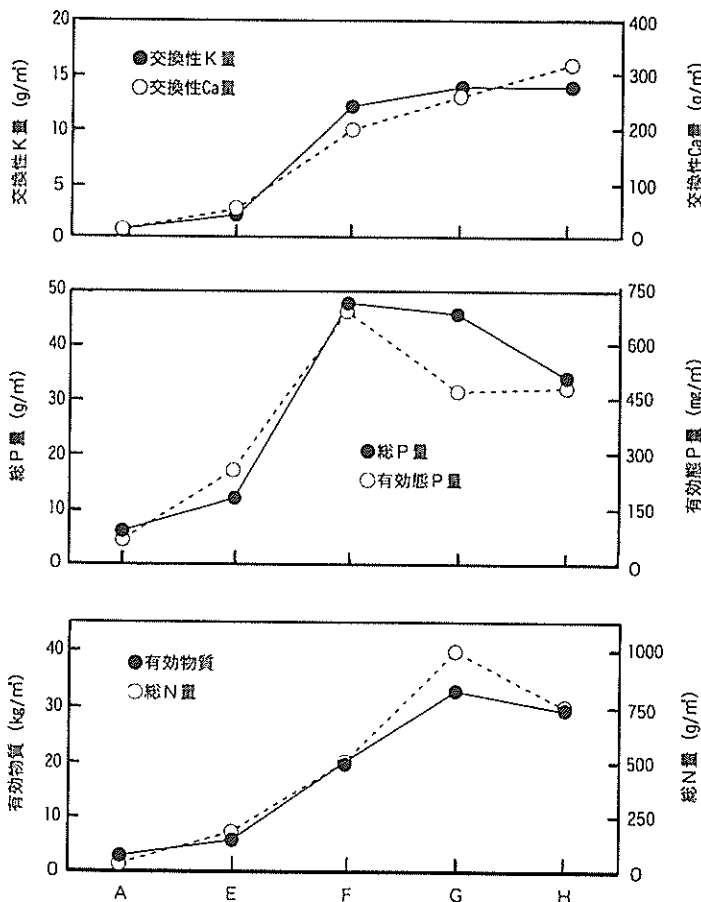 20
15
10
5
0
交換性K量 (g/㎡)
●交換性K量
○交換性Ca量
400
300
200
100
0
交換性Ca量 (g/㎡)
50
40
30
20
10
0
総P量 (g/㎡)
●総P量
○有効態P量
750
600
450
300
150
0
有効態P量 (mg/㎡)
40
30
20
10
0
有効物質 (kg/㎡)
●有効物質
○総N量
1000
750
500
250
0
総N量 (g/㎡)
A E F G H